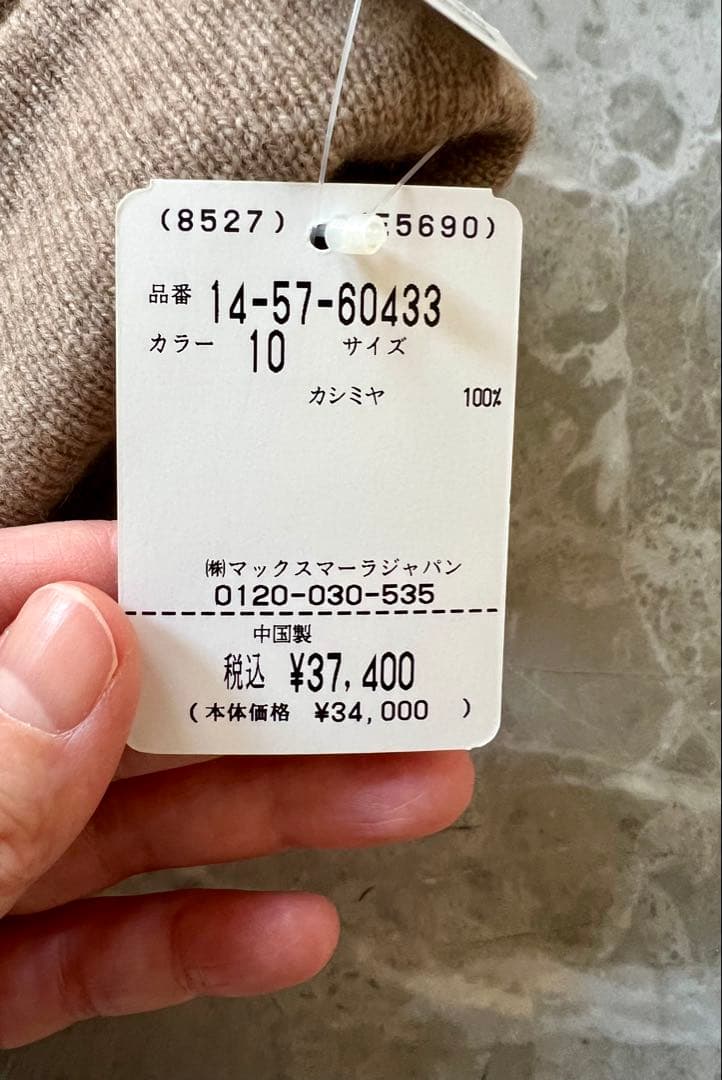 (8527) 5690)
品番 14-57-60433
カラー 10 サイズ
カシミヤ 100%
㈱マックスマーラジャパン
0120-030-535
中国製
税込 ¥37,400
(本体価格 ¥34,000 )